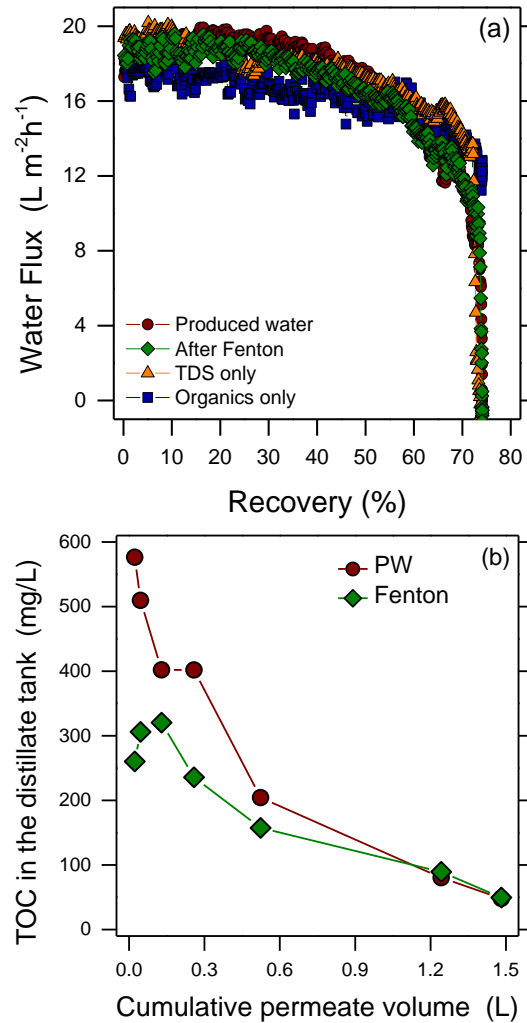 (a)
20
16
12
8
4
0
Water Flux (L m⁻²h⁻¹)
Produced water
After Fenton
TDS only
Organics only
0 10 20 30 40 50 60 70 80
Recovery (%)
(b)
600
500
400
300
200
100
0
TOC in the distillate tank (mg/L)
PW
Fenton
0.0 0.3 0.6 0.9 1.2 1.5
Cumulative permeate volume (L)